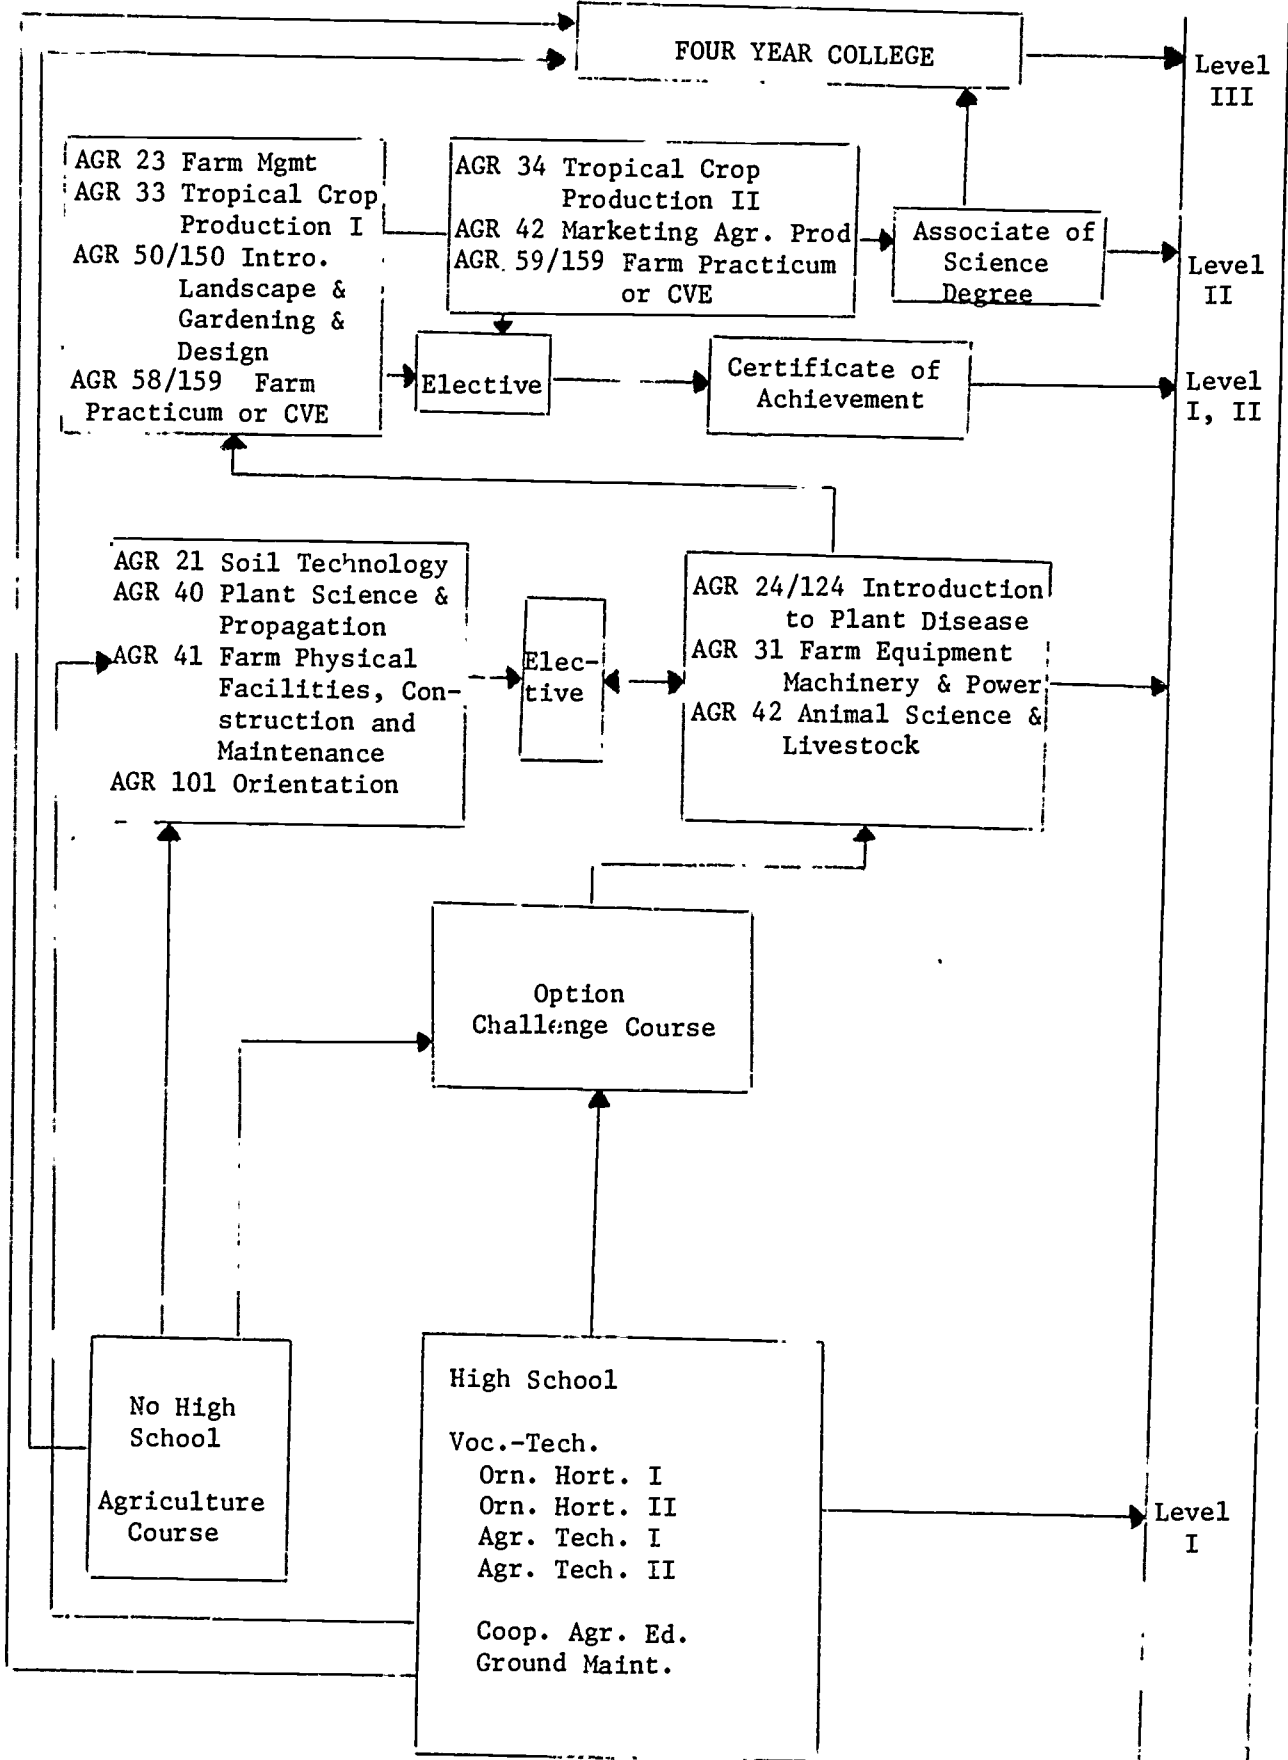 FOUR YEAR COLLEGE
Level
III
AGR 23 Farm Mgmt
AGR 33 Tropical Crop
Production I
AGR 50/150 Intro.
Landscape &
Gardening &
Design
AGR 58/159 Farm
Practicum or CVE
AGR 34 Tropical Crop
Production II
AGR 42 Marketing Agr. Prod
AGR 59/159 Farm Practicum
or CVE
Associate of
Science
Degree
Level
II
Elective
Certificate of
Achievement
Level
I, II
AGR 21 Soil Technology
AGR 40 Plant Science &
Propagation
AGR 41 Farm Physical
Facilities, Con-
struction and
Maintenance
AGR 101 Orientation
Elec-
tive
AGR 24/124 Introduction
to Plant Disease
AGR 31 Farm Equipment
Machinery & Power
AGR 42 Animal Science &
Livestock
Option
Challenge Course
No High
School
Agriculture
Course
High School
Voc.-Tech.
Orn. Hort. I
Orn. Hort. II
Agr. Tech. I
Agr. Tech. II
Coop. Agr. Ed.
Ground Maint.
Level
I